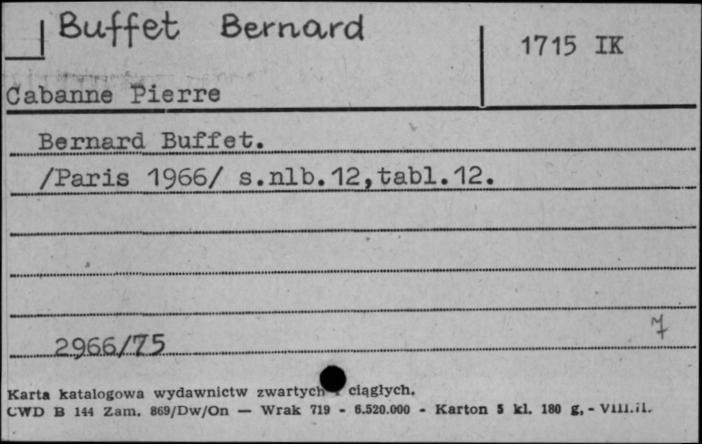 Buffet Bernard
1715 IK
Cabanne Pierre
Bernard Buffet.
/Paris 1966/ s.nlb.12,tabl.12.
2966/75
7
Karta katalogowa wydawnictw zwartych ciągłych.
CWD B 144 Zam. 869/Dw/On — Wrak 719 - 6.520.000 - Karton 5 kl. 180 g. - VIII.